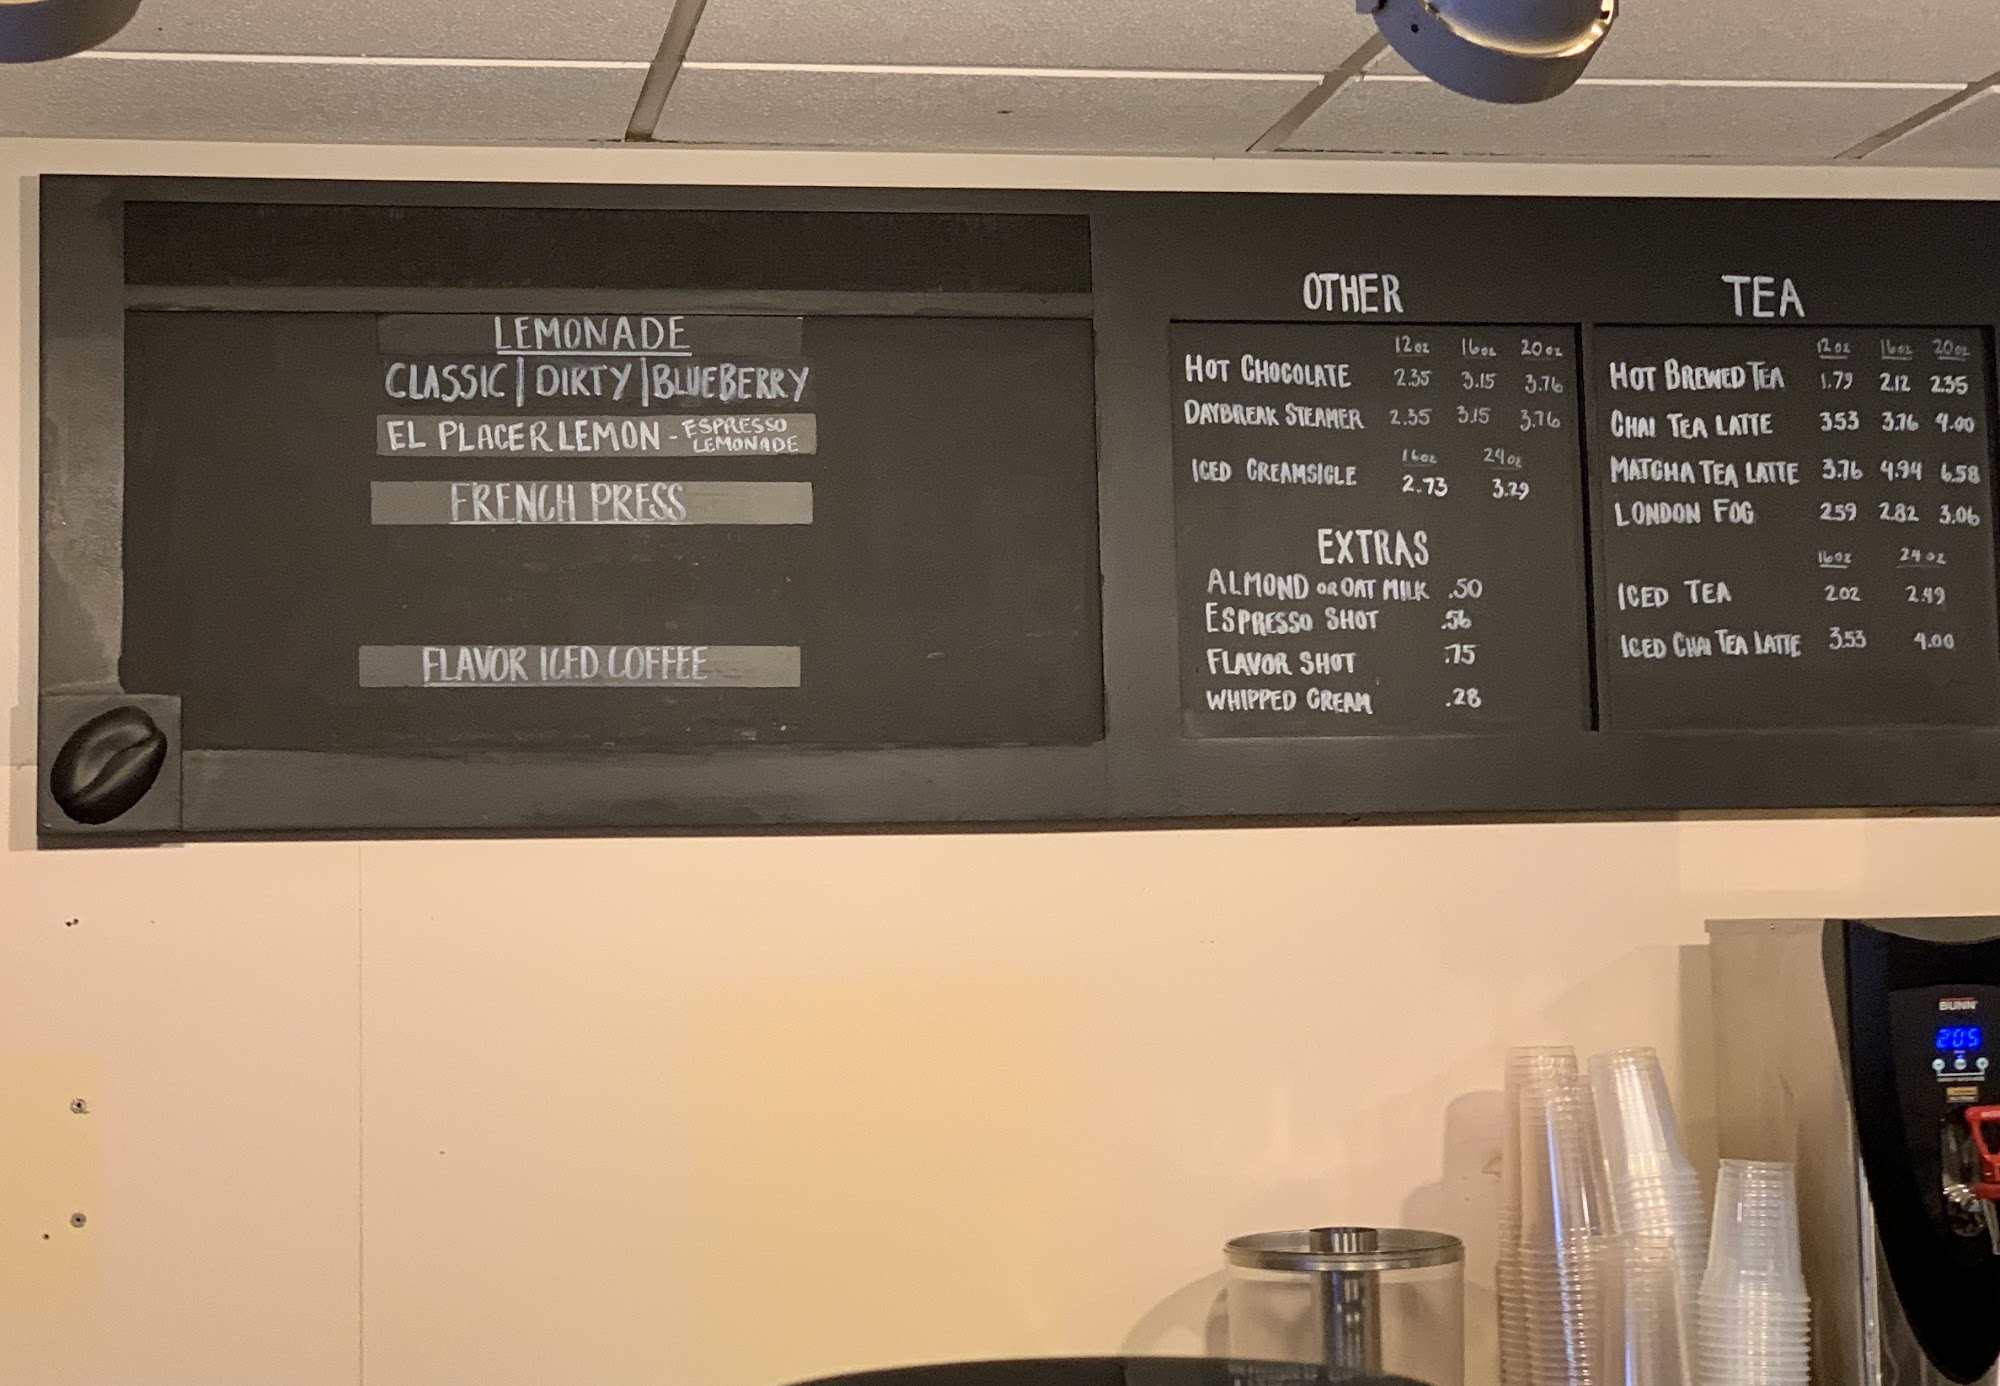 LEMONADE
CLASSIC | DIRTY | BLUEBERRY
EL PLACER LEMON - ESPRESSO LEMONADE
FRENCH PRESS
FLAVOR ICED COFFEE
OTHER
12oz 16oz 20oz
HOT CHOCOLATE 2.35 3.15 3.76
DAYBREAK STEAMER 2.35 3.15 3.76
16oz 24oz
ICED CREAMSICLE 2.73 3.29
EXTRAS
ALMOND OR OAT MILK .50
ESPRESSO SHOT .56
FLAVOR SHOT .75
WHIPPED CREAM .28
TEA
12oz 16oz 20oz
HOT BREWED TEA 1.79 2.12 2.35
CHAI TEA LATTE 3.53 3.76 4.00
MATCHA TEA LATTE 3.76 4.94 6.58
LONDON FOG 2.59 2.82 3.06
16oz 24oz
ICED TEA 2.02 2.49
ICED CHAI TEA LATTE 3.53 4.00
BUNN
205